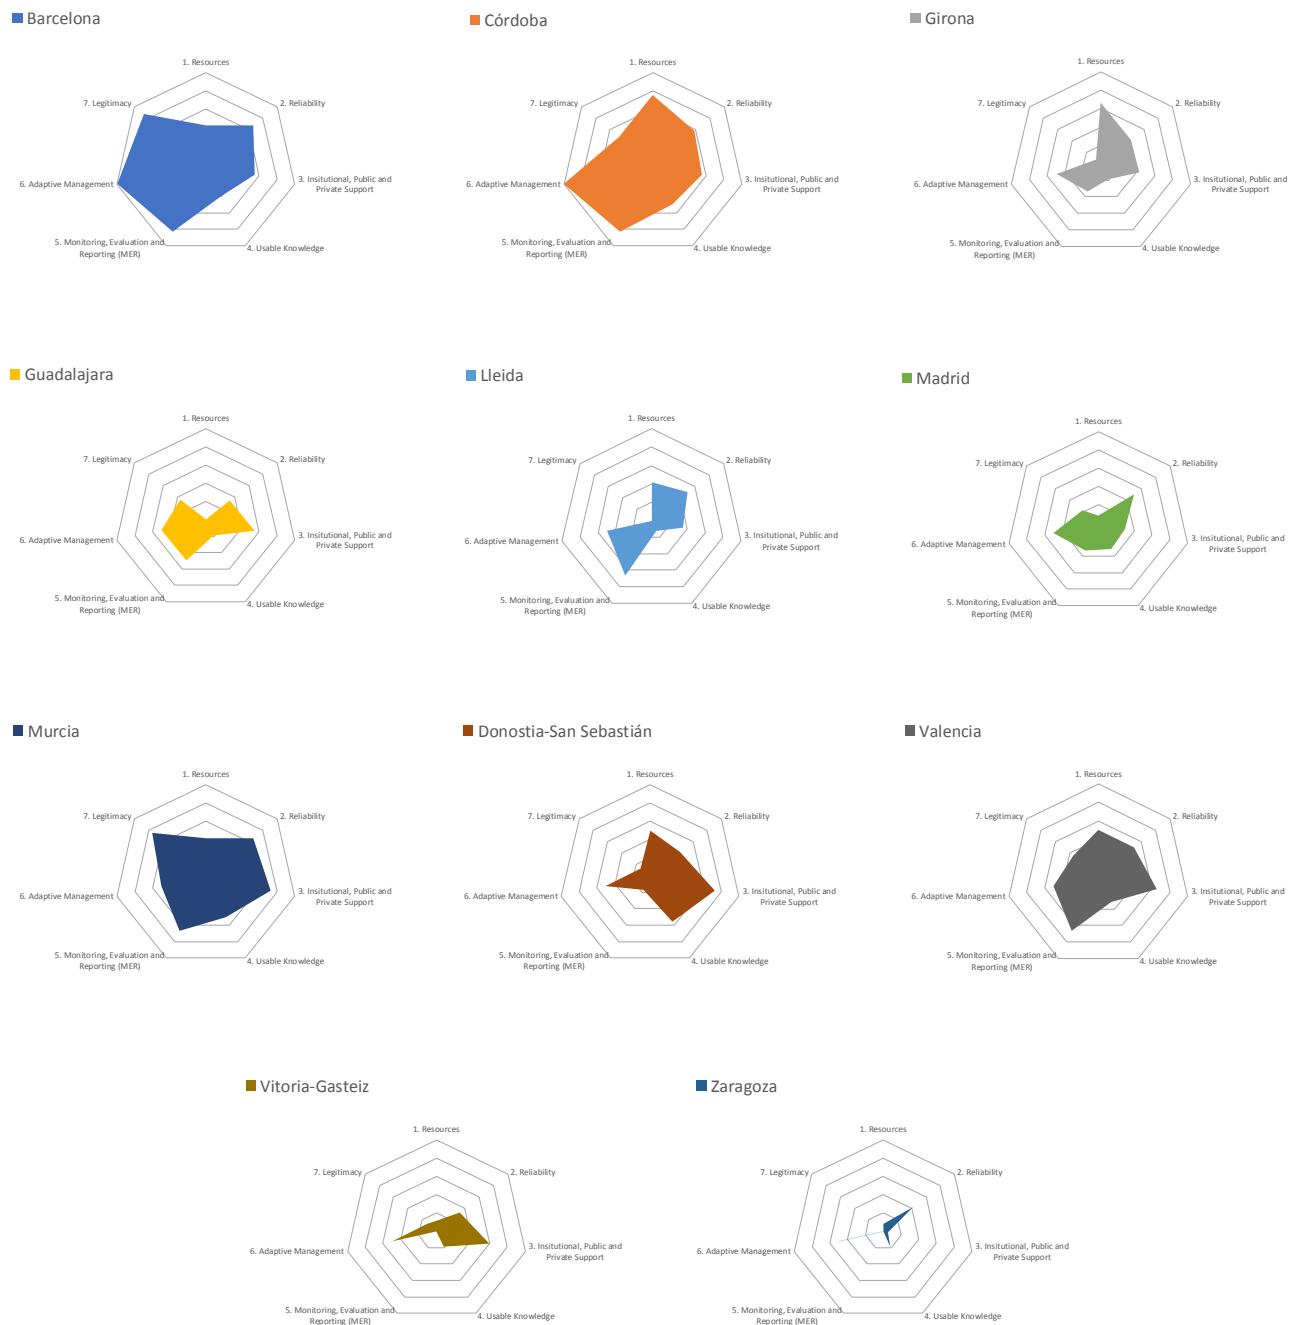 Barcelona
1. Resources
2. Reliability
3. Insitutional, Public and
Private Support
4. Usable Knowledge
5. Monitoring, Evaluation and
Reporting (MER)
6. Adaptive Management
7. Legitimacy
Córdoba
1. Resources
2. Reliability
3. Insitutional, Public and
Private Support
4. Usable Knowledge
5. Monitoring, Evaluation and
Reporting (MER)
6. Adaptive Management
7. Legitimacy
Girona
1. Resources
2. Reliability
3. Insitutional, Public and
Private Support
4. Usable Knowledge
5. Monitoring, Evaluation and
Reporting (MER)
6. Adaptive Management
7. Legitimacy
Guadalajara
1. Resources
2. Reliability
3. Insitutional, Public and
Private Support
4. Usable Knowledge
5. Monitoring, Evaluation and
Reporting (MER)
6. Adaptive Management
7. Legitimacy
Lleida
1. Resources
2. Reliability
3. Insitutional, Public and
Private Support
4. Usable Knowledge
5. Monitoring, Evaluation and
Reporting (MER)
6. Adaptive Management
7. Legitimacy
Madrid
1. Resources
2. Reliability
3. Insitutional, Public and
Private Support
4. Usable Knowledge
5. Monitoring, Evaluation and
Reporting (MER)
6. Adaptive Management
7. Legitimacy
Murcia
1. Resources
2. Reliability
3. Insitutional, Public and
Private Support
4. Usable Knowledge
5. Monitoring, Evaluation and
Reporting (MER)
6. Adaptive Management
7. Legitimacy
Donostia-San Sebastián
1. Resources
2. Reliability
3. Insitutional, Public and
Private Support
4. Usable Knowledge
5. Monitoring, Evaluation and
Reporting (MER)
6. Adaptive Management
7. Legitimacy
Valencia
1. Resources
2. Reliability
3. Insitutional, Public and
Private Support
4. Usable Knowledge
5. Monitoring, Evaluation and
Reporting (MER)
6. Adaptive Management
7. Legitimacy
Vitoria-Gasteiz
1. Resources
2. Reliability
3. Insitutional, Public and
Private Support
4. Usable Knowledge
5. Monitoring, Evaluation and
Reporting (MER)
6. Adaptive Management
7. Legitimacy
Zaragoza
1. Resources
2. Reliability
3. Insitutional, Public and
Private Support
4. Usable Knowledge
5. Monitoring, Evaluation and
Reporting (MER)
6. Adaptive Management
7. Legitimacy